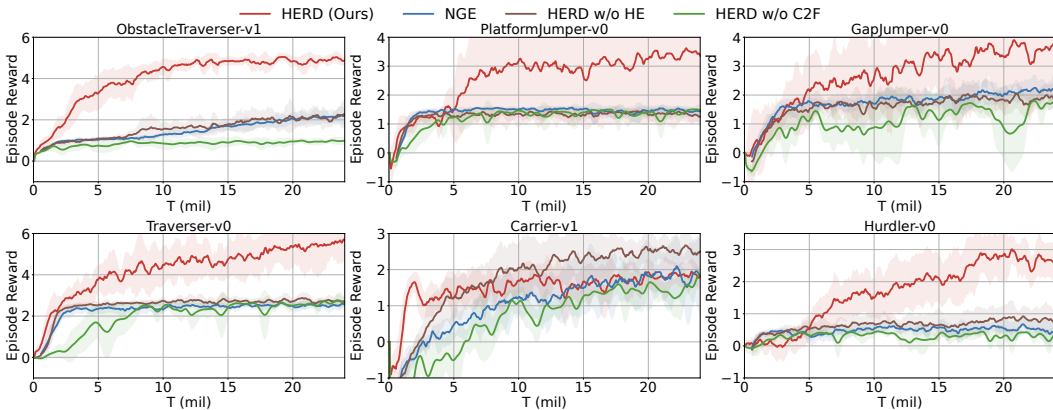 HERD (Ours) NGE HERD w/o HE HERD w/o C2F
ObstacleTraverser-v1 PlatformJumper-v0 GapJumper-v0
Episode Reward
6
4
2
0
0 5 10 15 20
T (mil)
Episode Reward
4
3
2
1
0
−1
0 5 10 15 20
T (mil)
Episode Reward
4
3
2
1
0
−1
0 5 10 15 20
T (mil)
Traverser-v0 Carrier-v1 Hurdler-v0
Episode Reward
6
4
2
0
0 5 10 15 20
T (mil)
Episode Reward
3
2
1
0
−1
0 5 10 15 20
T (mil)
Episode Reward
3
2
1
0
−1
0 5 10 15 20
T (mil)